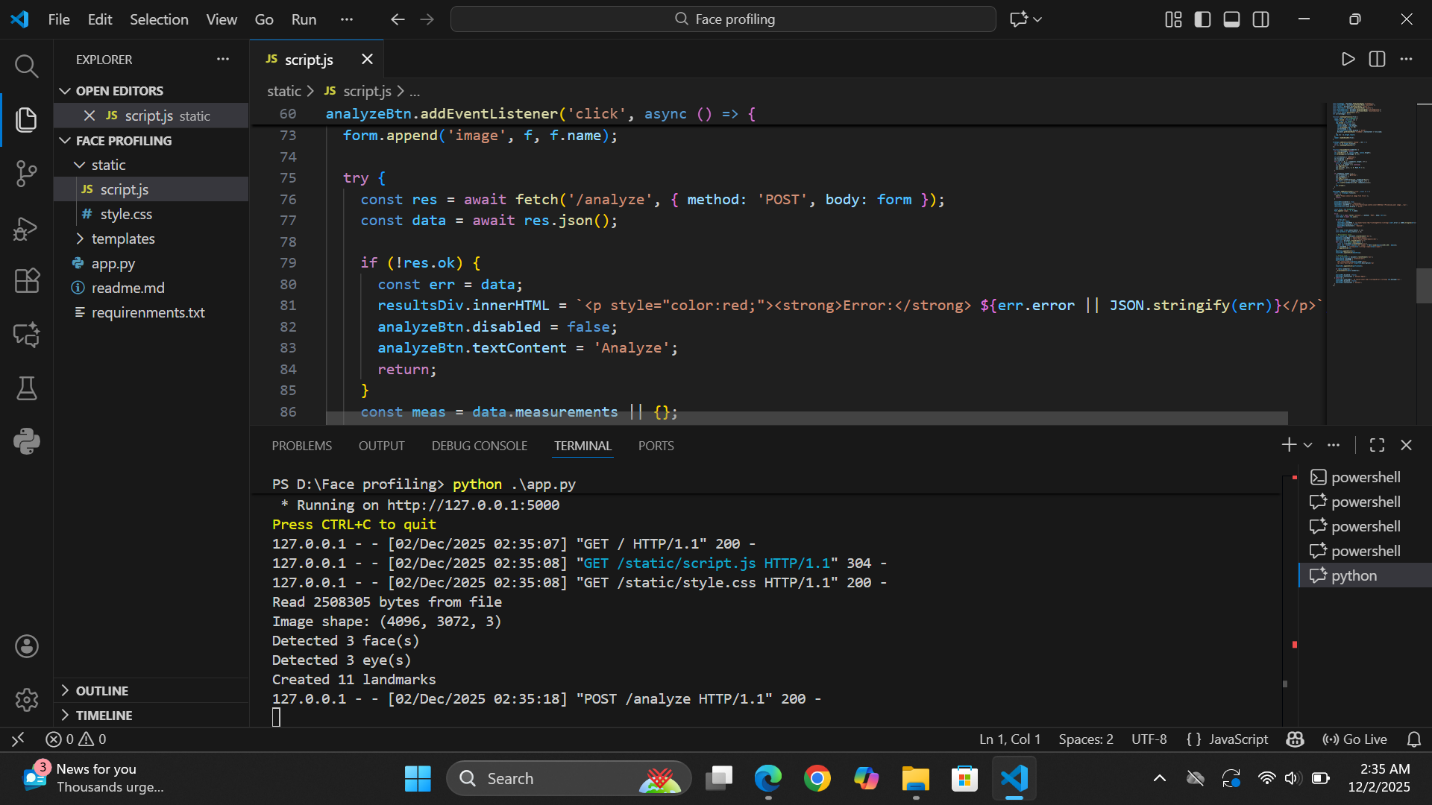 File Edit Selection View Go Run ··· Face profiling
EXPLORER ···
OPEN EDITORS
JS script.js static
FACE PROFILING
static
JS script.js
# style.css
templates
app.py
readme.md
requirenments.txt
OUTLINE
TIMELINE
JS script.js
static > JS script.js > ...
60 analyzeBtn.addEventListener('click', async () => {
73 form.append('image', f, f.name);
74
75 try {
76 const res = await fetch('/analyze', { method: 'POST', body: form });
77 const data = await res.json();
78
79 if (!res.ok) {
80 const err = data;
81 resultsDiv.innerHTML = `<p style="color:red;"><strong>Error:</strong> ${err.error || JSON.stringify(err)}</p>`
82 analyzeBtn.disabled = false;
83 analyzeBtn.textContent = 'Analyze';
84 return;
85 }
86 const meas = data.measurements || {};
PROBLEMS OUTPUT DEBUG CONSOLE TERMINAL PORTS
PS D:\Face profiling> python .\app.py
* Running on http://127.0.0.1:5000
Press CTRL+C to quit
127.0.0.1 - - [02/Dec/2025 02:35:07] "GET / HTTP/1.1" 200 -
127.0.0.1 - - [02/Dec/2025 02:35:08] "GET /static/script.js HTTP/1.1" 304 -
127.0.0.1 - - [02/Dec/2025 02:35:08] "GET /static/style.css HTTP/1.1" 200 -
Read 2508305 bytes from file
Image shape: (4096, 3072, 3)
Detected 3 face(s)
Detected 3 eye(s)
Created 11 landmarks
127.0.0.1 - - [02/Dec/2025 02:35:18] "POST /analyze HTTP/1.1" 200 -
powershell
powershell
powershell
powershell
python
0 0 Ln 1, Col 1 Spaces: 2 UTF-8 { } JavaScript Go Live
3 News for you
Thousands urge...
Search
2:35 AM
12/2/2025